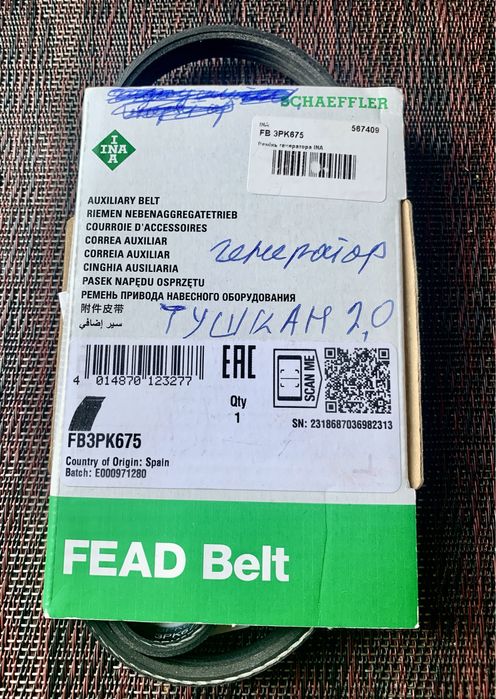 SCHAEFFLER
INA
FB 3PK675
567409
Ремень генератора INA
INA
AUXILIARY BELT
RIEMEN NEBENAGGREGATETRIEB
COURROIE D'ACCESSOIRES
CORREA AUXILIAR
CORREIA AUXILIAR
CINGHIA AUSILIARIA
PASEK NAPĘDU OSPRZĘTU
РЕМЕНЬ ПРИВОДА НАВЕСНОГО ОБОРУДОВАНИЯ
附件皮带
سير إضافي
генератор
ТУШКАН 2,0
4 014870 123277
EAC
SCAN ME
Qty
1
SN: 2318687036982313
FB3PK675
Country of Origin: Spain
Batch: E000971280
FEAD Belt